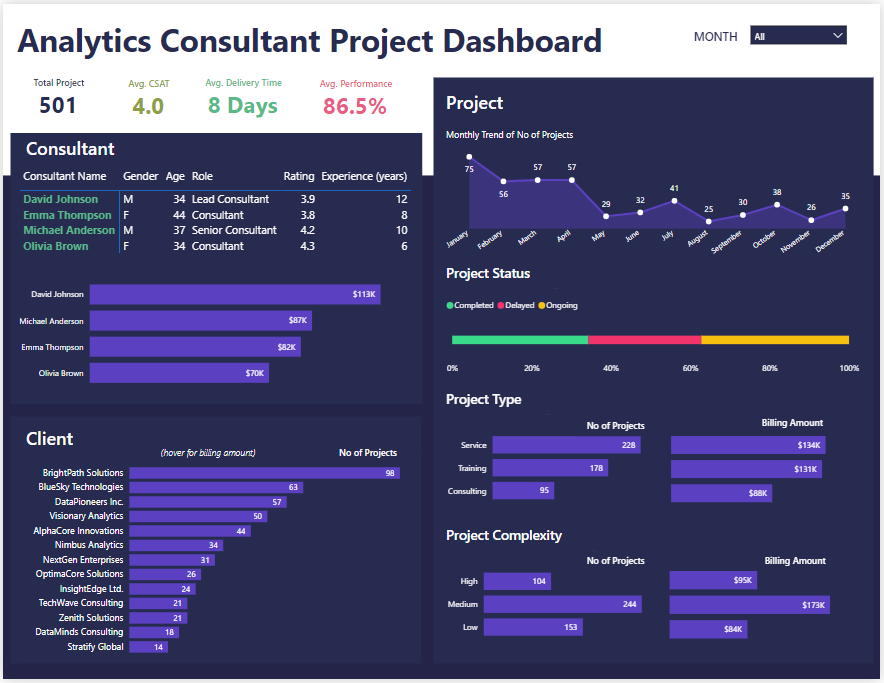 Analytics Consultant Project Dashboard
MONTH All
Total Project
501
Avg. CSAT
4.0
Avg. Delivery Time
8 Days
Avg. Performance
86.5%
Consultant
Consultant Name Gender Age Role Rating Experience (years)
David Johnson M 34 Lead Consultant 3.9 12
Emma Thompson F 44 Consultant 3.8 8
Michael Anderson M 37 Senior Consultant 4.2 10
Olivia Brown F 34 Consultant 4.3 6
David Johnson $113K
Michael Anderson $87K
Emma Thompson $82K
Olivia Brown $70K
Client
(hover for billing amount) No of Projects
BrightPath Solutions 98
BlueSky Technologies 63
DataPioneers Inc. 57
Visionary Analytics 50
AlphaCore Innovations 44
Nimbus Analytics 34
NextGen Enterprises 31
OptimaCore Solutions 26
InsightEdge Ltd. 24
TechWave Consulting 21
Zenith Solutions 21
DataMinds Consulting 18
Stratify Global 14
Project
Monthly Trend of No of Projects
75 56 57 57 29 32 41 25 30 38 26 35
January February March April May June July August September October November December
Project Status
Completed Delayed Ongoing
0% 20% 40% 60% 80% 100%
Project Type
No of Projects Billing Amount
Service 228 $134K
Training 178 $131K
Consulting 95 $88K
Project Complexity
No of Projects Billing Amount
High 104 $95K
Medium 244 $173K
Low 153 $84K